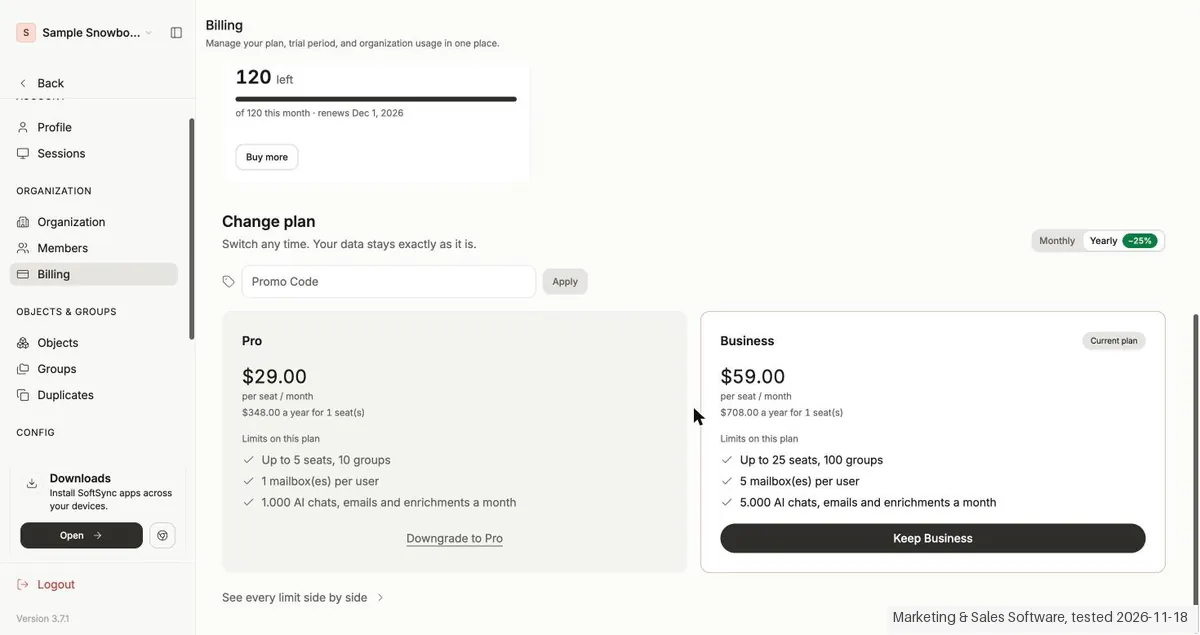 S Sample Snowbo...
Back
Profile
Sessions
ORGANIZATION
Organization
Members
Billing
OBJECTS & GROUPS
Objects
Groups
Duplicates
CONFIG
Downloads
Install SoftSync apps across
your devices.
Open
Logout
Version 3.7.1
Billing
Manage your plan, trial period, and organization usage in one place.
120 left
of 120 this month · renews Dec 1, 2026
Buy more
Change plan
Switch any time. Your data stays exactly as it is.
Monthly Yearly −25%
Promo Code Apply
Pro
$29.00
per seat / month
$348.00 a year for 1 seat(s)
Limits on this plan
Up to 5 seats, 10 groups
1 mailbox(es) per user
1.000 AI chats, emails and enrichments a month
Downgrade to Pro
Business Current plan
$59.00
per seat / month
$708.00 a year for 1 seat(s)
Limits on this plan
Up to 25 seats, 100 groups
5 mailbox(es) per user
5.000 AI chats, emails and enrichments a month
Keep Business
See every limit side by side
Marketing & Sales Software, tested 2026-11-18